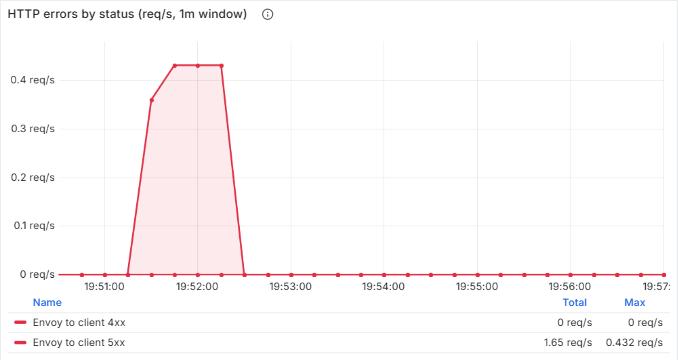 HTTP errors by status (req/s, 1m window)
0.4 req/s
0.3 req/s
0.2 req/s
0.1 req/s
0 req/s
19:51:00 19:52:00 19:53:00 19:54:00 19:55:00 19:56:00 19:57:
Name Total Max
Envoy to client 4xx 0 req/s 0 req/s
Envoy to client 5xx 1.65 req/s 0.432 req/s